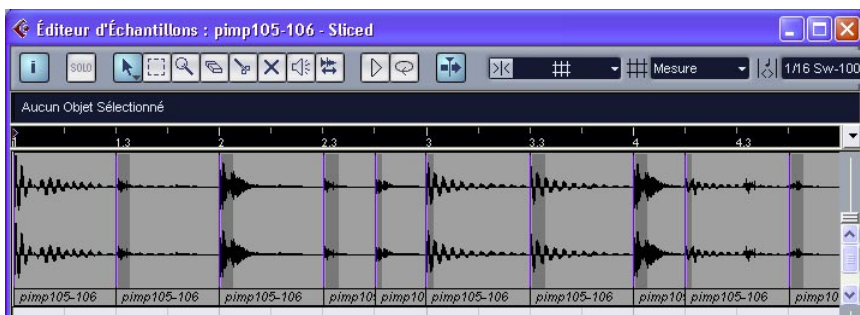 Éditeur d'Échantillons : pimp105-106 - Sliced
i SOLO Mesure 1/16 Sw-100
Aucun Objet Sélectionné
1 1.3 2 2.3 3 3.3 4 4.3
pimp105-106 pimp105-106 pimp105-106 pimp10 pimp10 pimp105-106 pimp105-106 pimp10 pimp105-106 pimp10